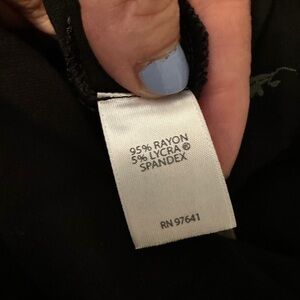 95% RAYON
5% LYCRA ®
SPANDEX
RN 97641